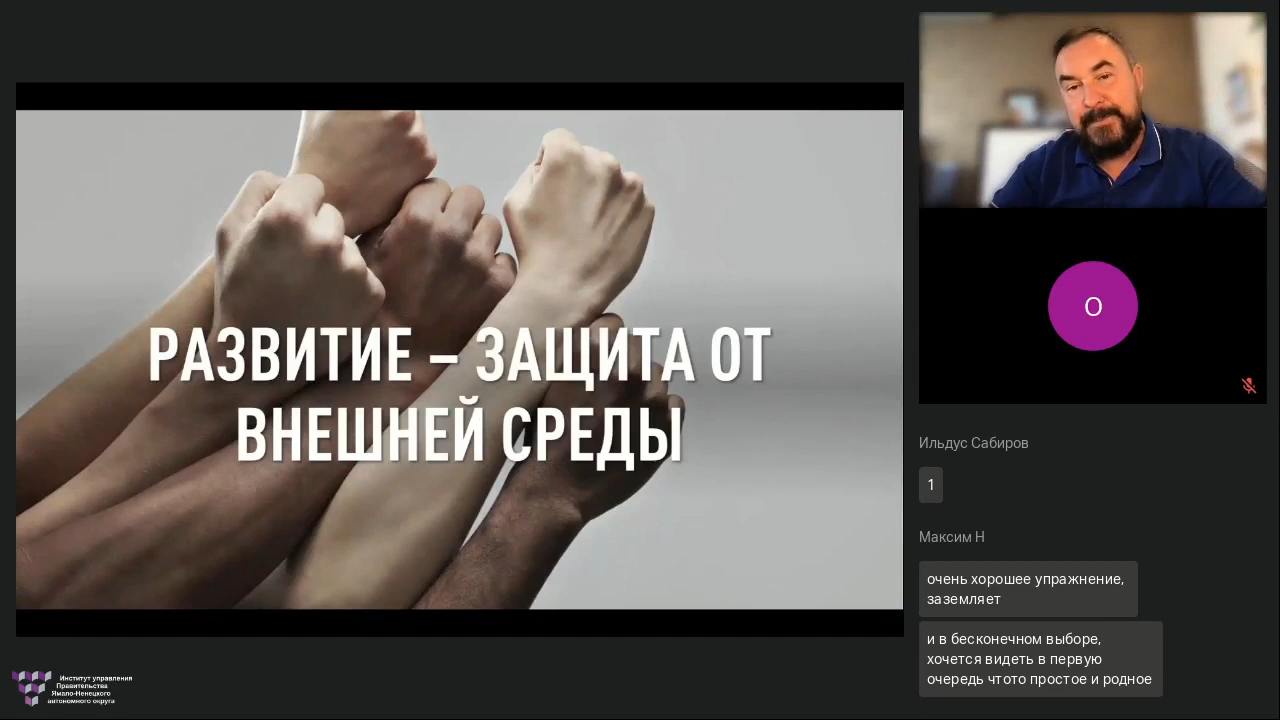 РАЗВИТИЕ – ЗАЩИТА ОТ
ВНЕШНЕЙ СРЕДЫ
О
Ильдус Сабиров
1
Максим Н
очень хорошее упражнение,
заземляет
и в бесконечном выборе,
хочется видеть в первую
очередь чтото простое и родное
Институт управления
Правительства
Ямало-Ненецкого
автономного округа